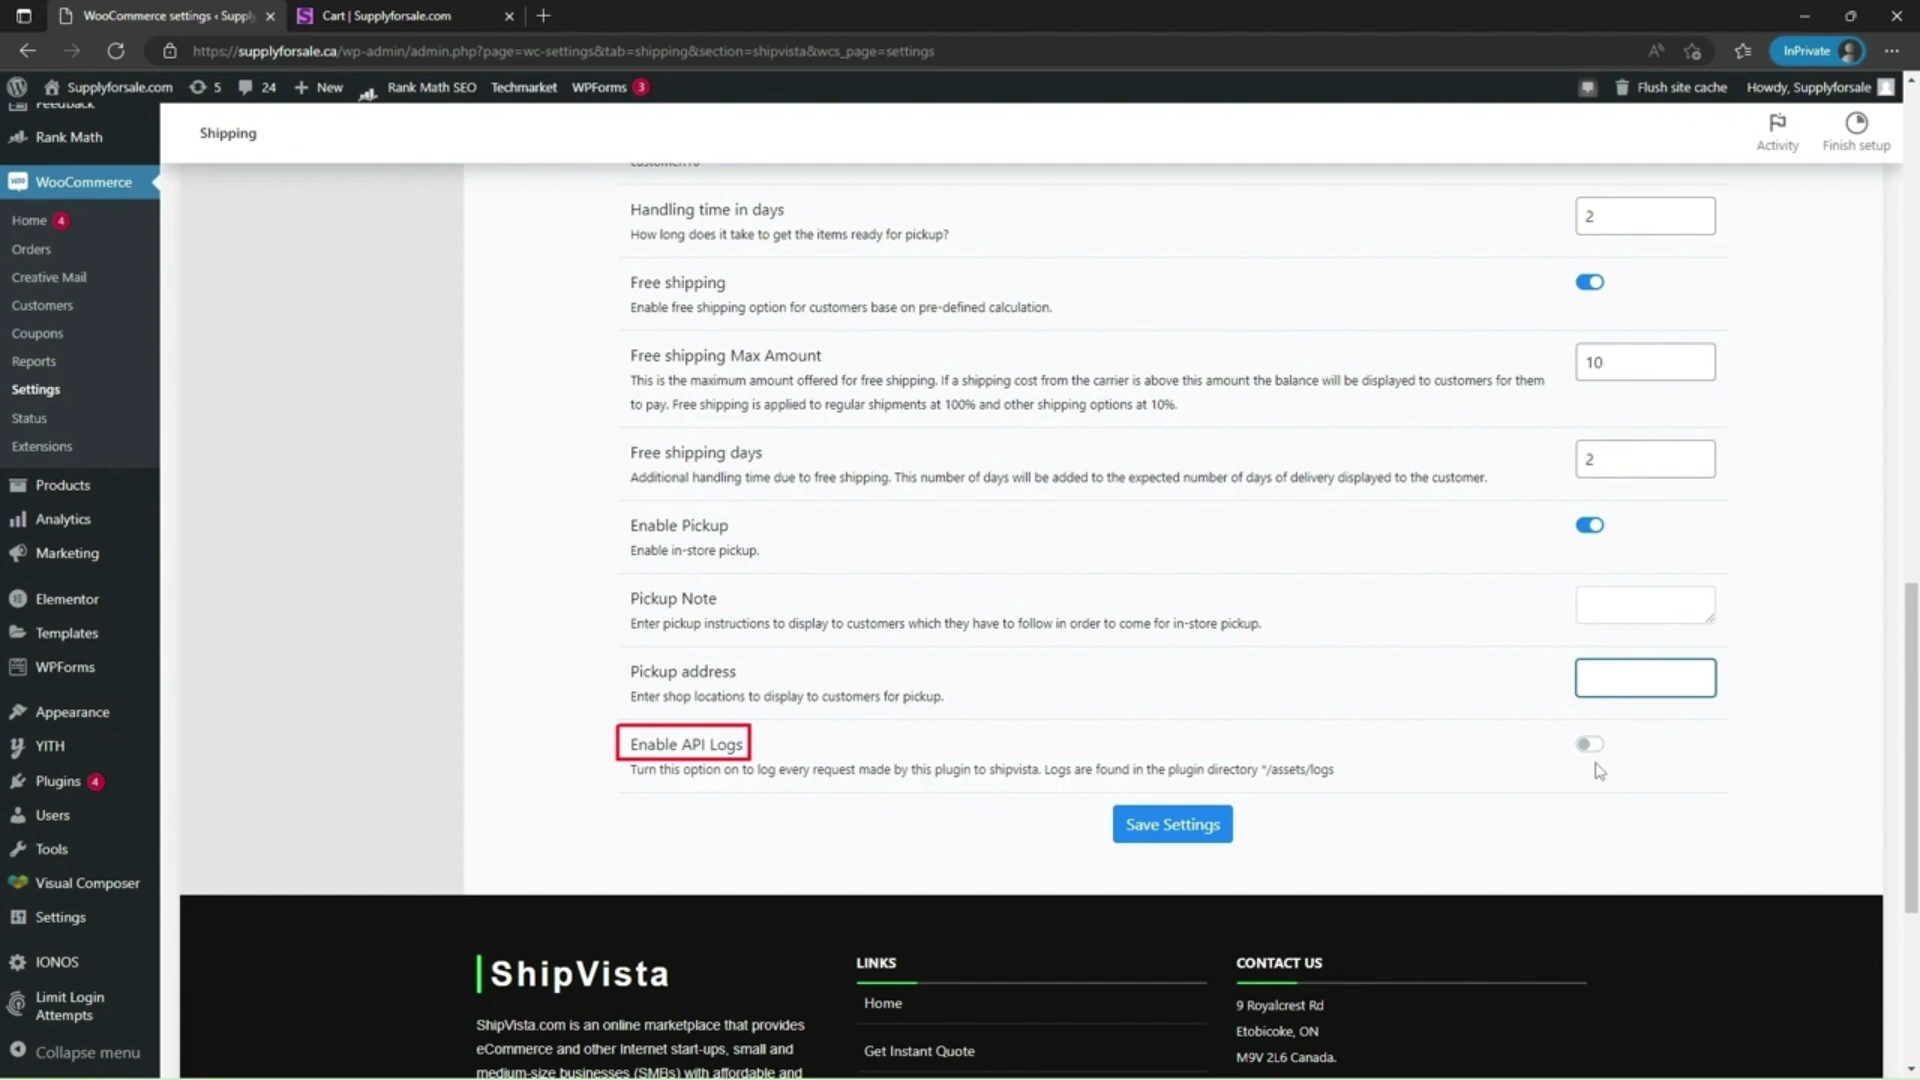 WooCommerce settings ‹ Supply
Cart | Supplyforsale.com
https://supplyforsale.ca/wp-admin/admin.php?page=wc-settings&tab=shipping&section=shipvista&wcs_page=settings
InPrivate
Supplyforsale.com
5
24
New
Rank Math SEO
Techmarket
WPForms 3
Flush site cache
Howdy, Supplyforsale
Feedback
Rank Math
WooCommerce
Home 4
Orders
Creative Mail
Customers
Coupons
Reports
Settings
Status
Extensions
Products
Analytics
Marketing
Elementor
Templates
WPForms
Appearance
YITH
Plugins 4
Users
Tools
Visual Composer
Settings
IONOS
Limit Login
Attempts
Collapse menu
Shipping
Activity
Finish setup
Handling time in days
How long does it take to get the items ready for pickup?
2
Free shipping
Enable free shipping option for customers base on pre-defined calculation.
Free shipping Max Amount
This is the maximum amount offered for free shipping. If a shipping cost from the carrier is above this amount the balance will be displayed to customers for them
to pay. Free shipping is applied to regular shipments at 100% and other shipping options at 10%.
10
Free shipping days
Additional handling time due to free shipping. This number of days will be added to the expected number of days of delivery displayed to the customer.
2
Enable Pickup
Enable in-store pickup.
Pickup Note
Enter pickup instructions to display to customers which they have to follow in order to come for in-store pickup.
Pickup address
Enter shop locations to display to customers for pickup.
Enable API Logs
Turn this option on to log every request made by this plugin to shipvista. Logs are found in the plugin directory "/assets/logs
Save Settings
ShipVista
ShipVista.com is an online marketplace that provides
eCommerce and other Internet start-ups, small and
medium-size businesses (SMBs) with affordable and
LINKS
Home
Get Instant Quote
CONTACT US
9 Royalcrest Rd
Etobicoke, ON
M9V 2L6 Canada.